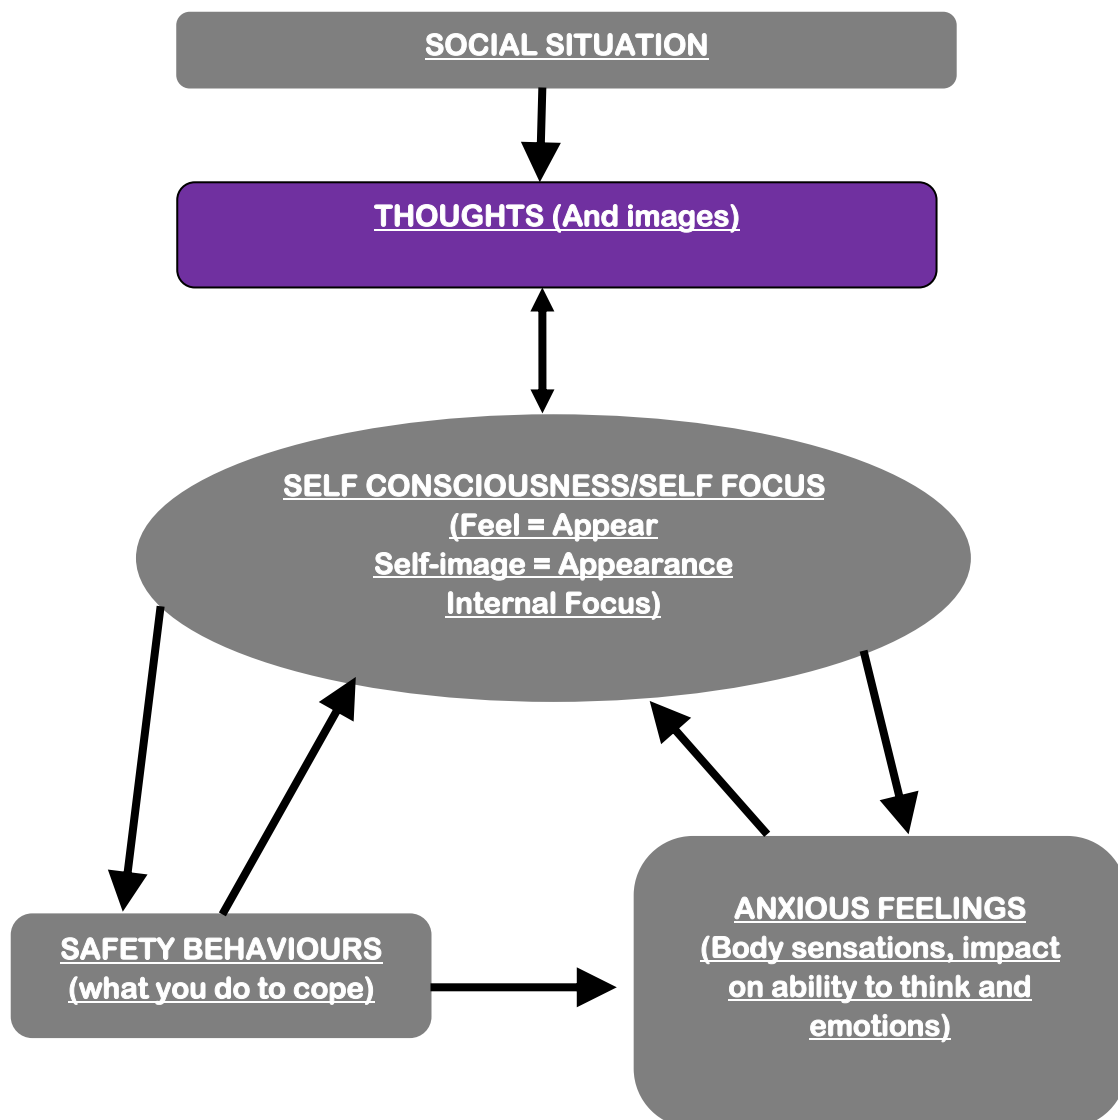 SOCIAL SITUATION
THOUGHTS (And images)
SELF CONSCIOUSNESS/SELF FOCUS
(Feel = Appear
Self-image = Appearance
Internal Focus)
SAFETY BEHAVIOURS
(what you do to cope)
ANXIOUS FEELINGS
(Body sensations, impact
on ability to think and
emotions)